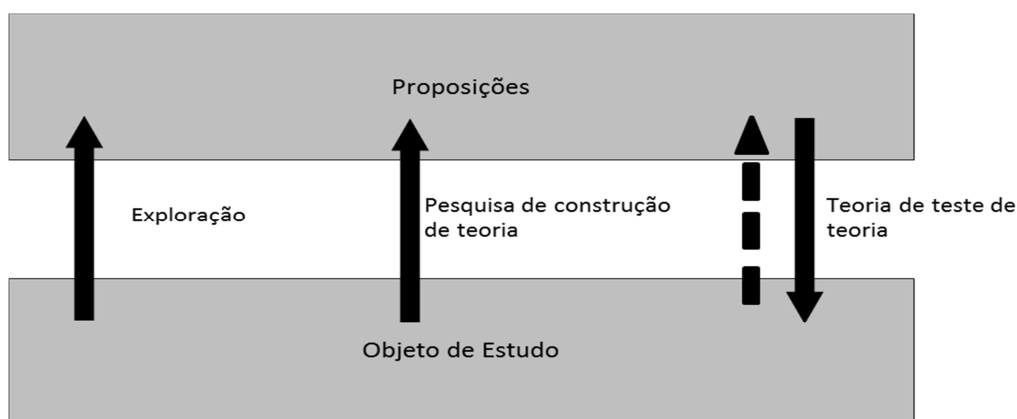 Proposições
Exploração
Pesquisa de construção
de teoria
Teoria de teste de
teoria
Objeto de Estudo